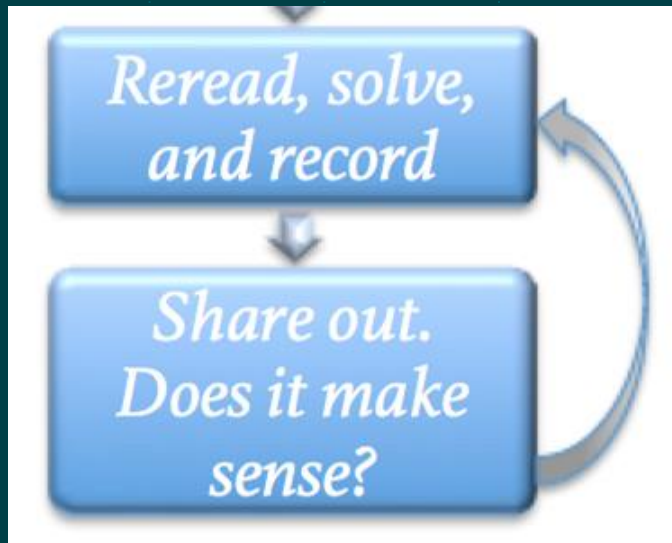 Reread, solve,
and record
Share out.
Does it make
sense?